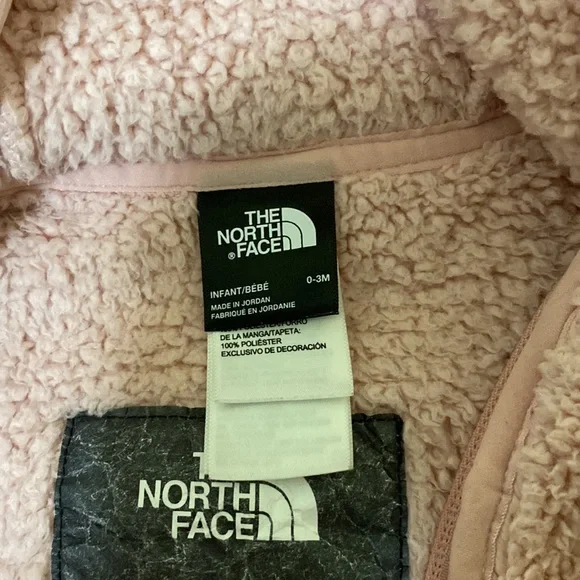 THE
NORTH
FACE
®
INFANT/BÉBÉ 0-3M
MADE IN JORDAN
FABRIQUÉ EN JORDANIE
DE LA MANGA/TAPETA:
100% POLIÉSTER
EXCLUSIVO DE DECORACIÓN
THE
NORTH
FACE